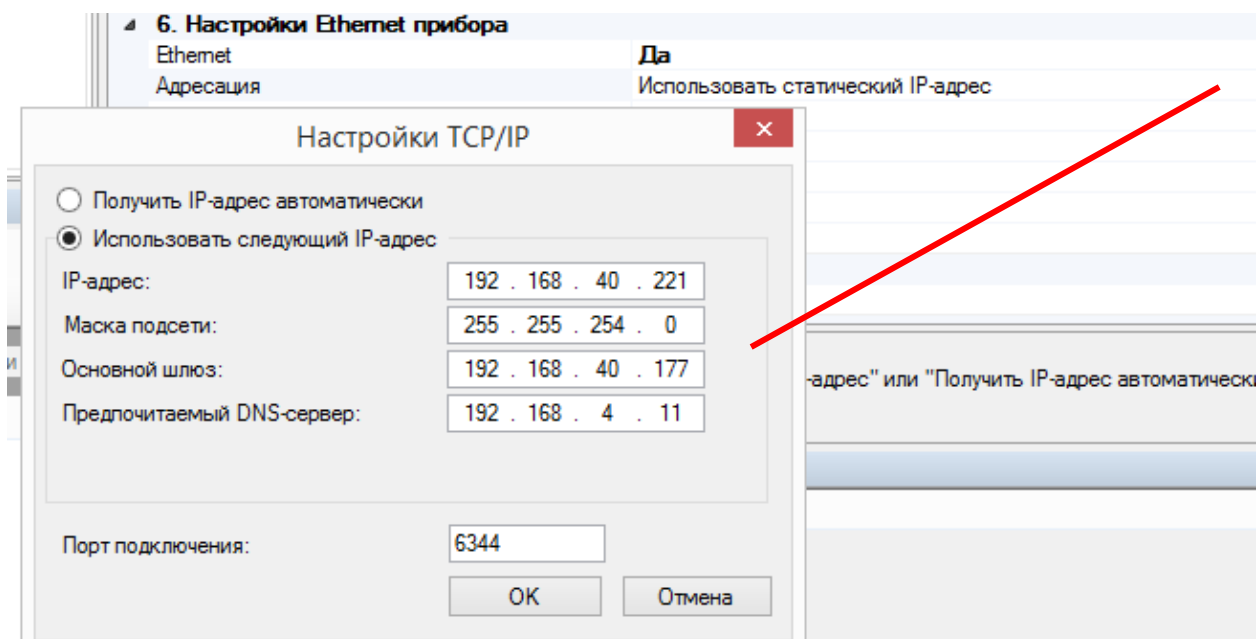 6. Настройки Ethernet прибора
Ethernet Да
Адресация Использовать статический IP-адрес
Настройки TCP/IP
Получить IP-адрес автоматически
Использовать следующий IP-адрес
IP-адрес: 192 . 168 . 40 . 221
Маска подсети: 255 . 255 . 254 . 0
Основной шлюз: 192 . 168 . 40 . 177
Предпочитаемый DNS-сервер: 192 . 168 . 4 . 11
Порт подключения: 6344
OK Отмена
и
-адрес" или "Получить IP-адрес автоматически